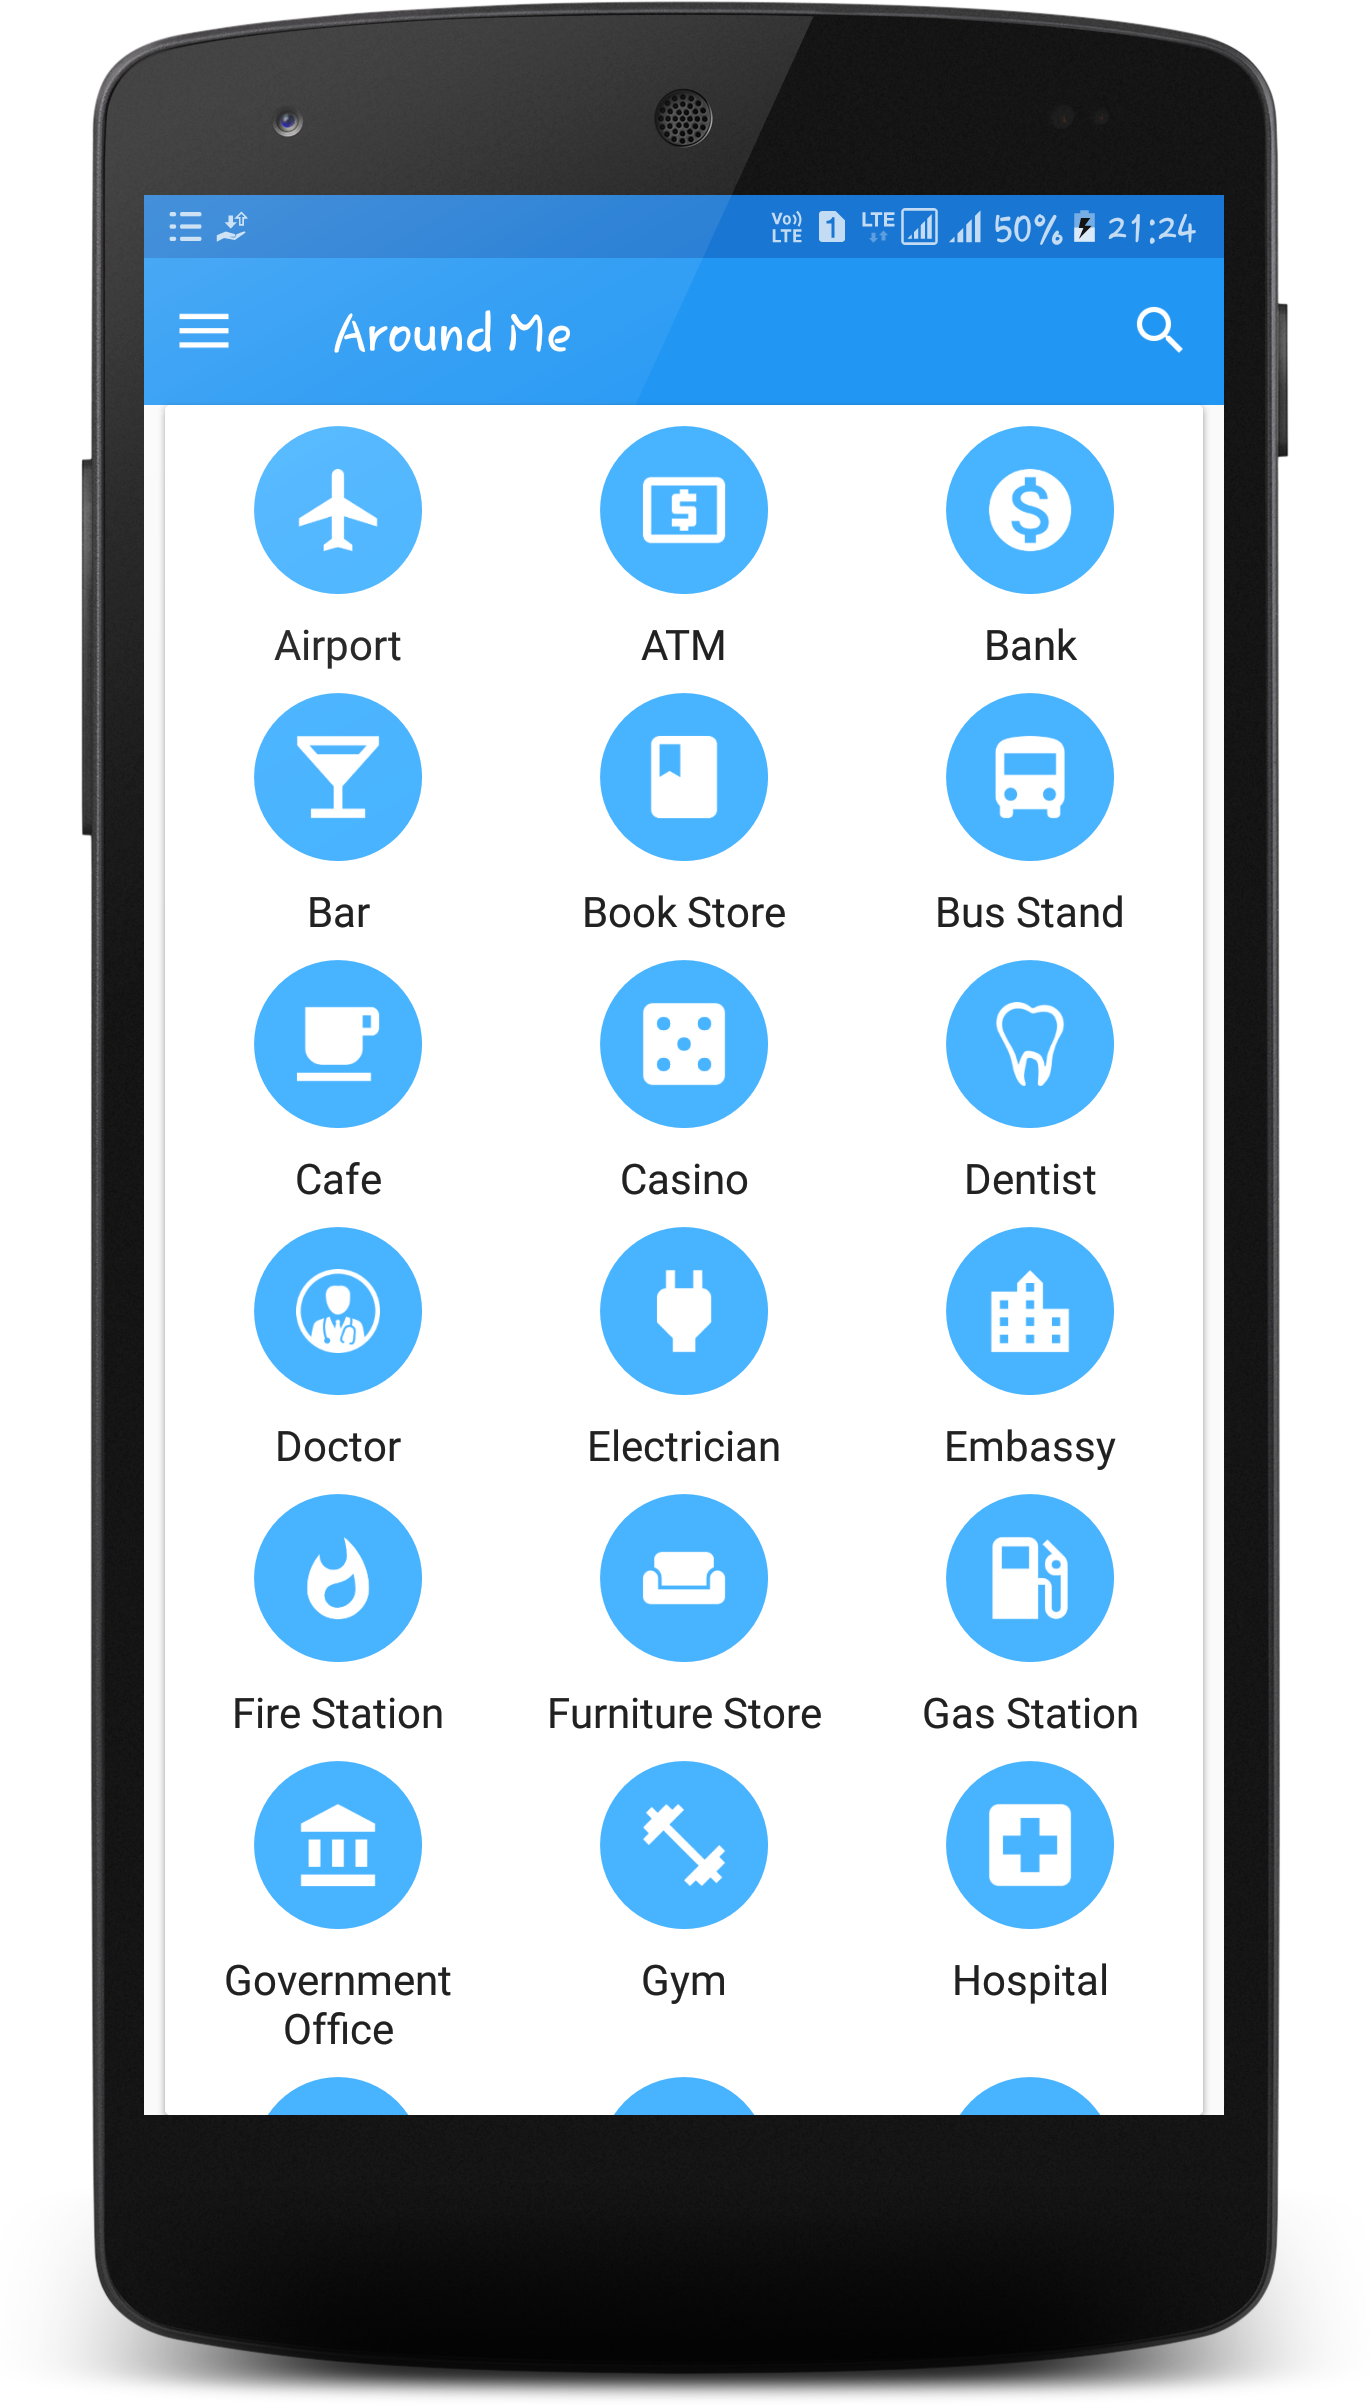 Vo)) LTE 1 LTE 50% 21:24
Around Me
Airport ATM Bank
Bar Book Store Bus Stand
Cafe Casino Dentist
Doctor Electrician Embassy
Fire Station Furniture Store Gas Station
Government Office Gym Hospital